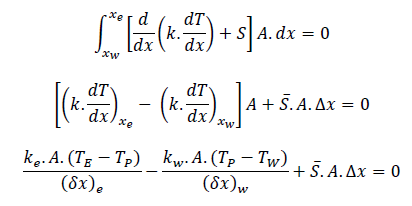 ∫_{x_w}^{x_e} [d/dx (k. dT/dx) + S] A. dx = 0
[(k. dT/dx)_{x_e} − (k. dT/dx)_{x_w}] A + S̄. A. Δx = 0
k_e. A. (T_E − T_P)/(δx)_e − k_w. A. (T_P − T_W)/(δx)_w + S̄. A. Δx = 0